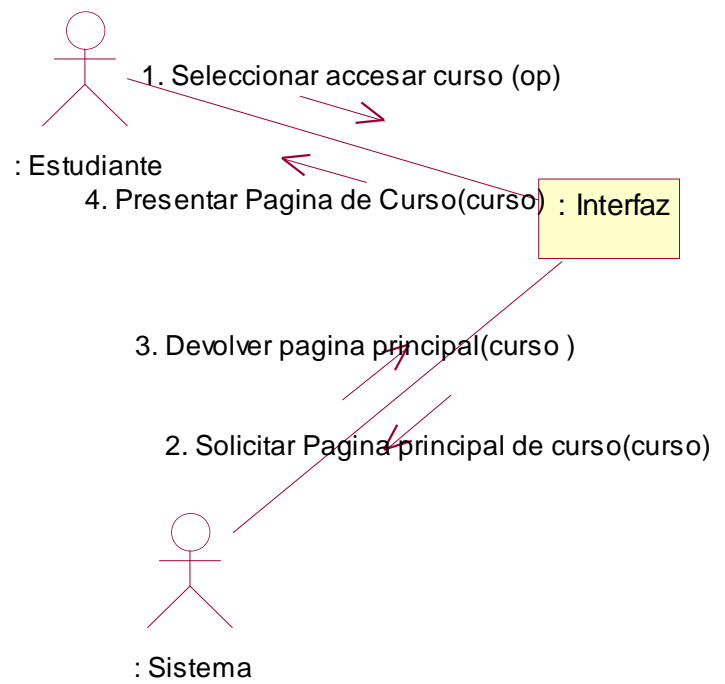 1. Seleccionar accesar curso (op)
: Estudiante
4. Presentar Pagina de Curso(curso)
: Interfaz
3. Devolver pagina principal(curso )
2. Solicitar Pagina principal de curso(curso)
: Sistema